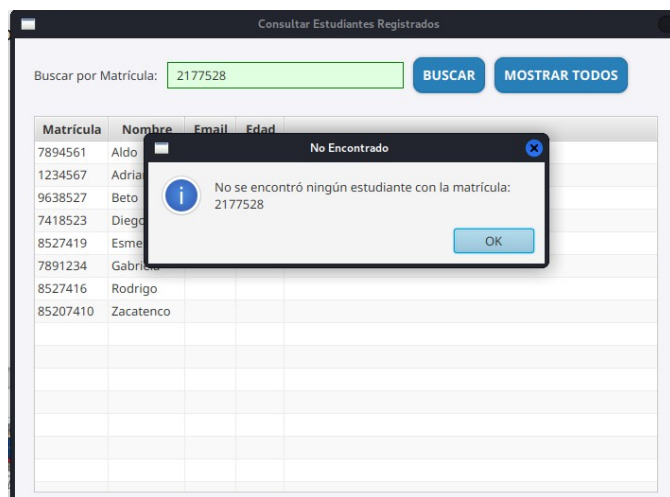 Consultar Estudiantes Registrados
Buscar por Matrícula: 2177528 BUSCAR MOSTRAR TODOS
Matrícula Nombre Email Edad
No Encontrado
No se encontró ningún estudiante con la matrícula:
2177528
OK
7894561 Aldo
1234567
9638527 Beto
7418523 Diego
8527419
7891234 Gabriela
8527416 Rodrigo
85207410 Zacatenco